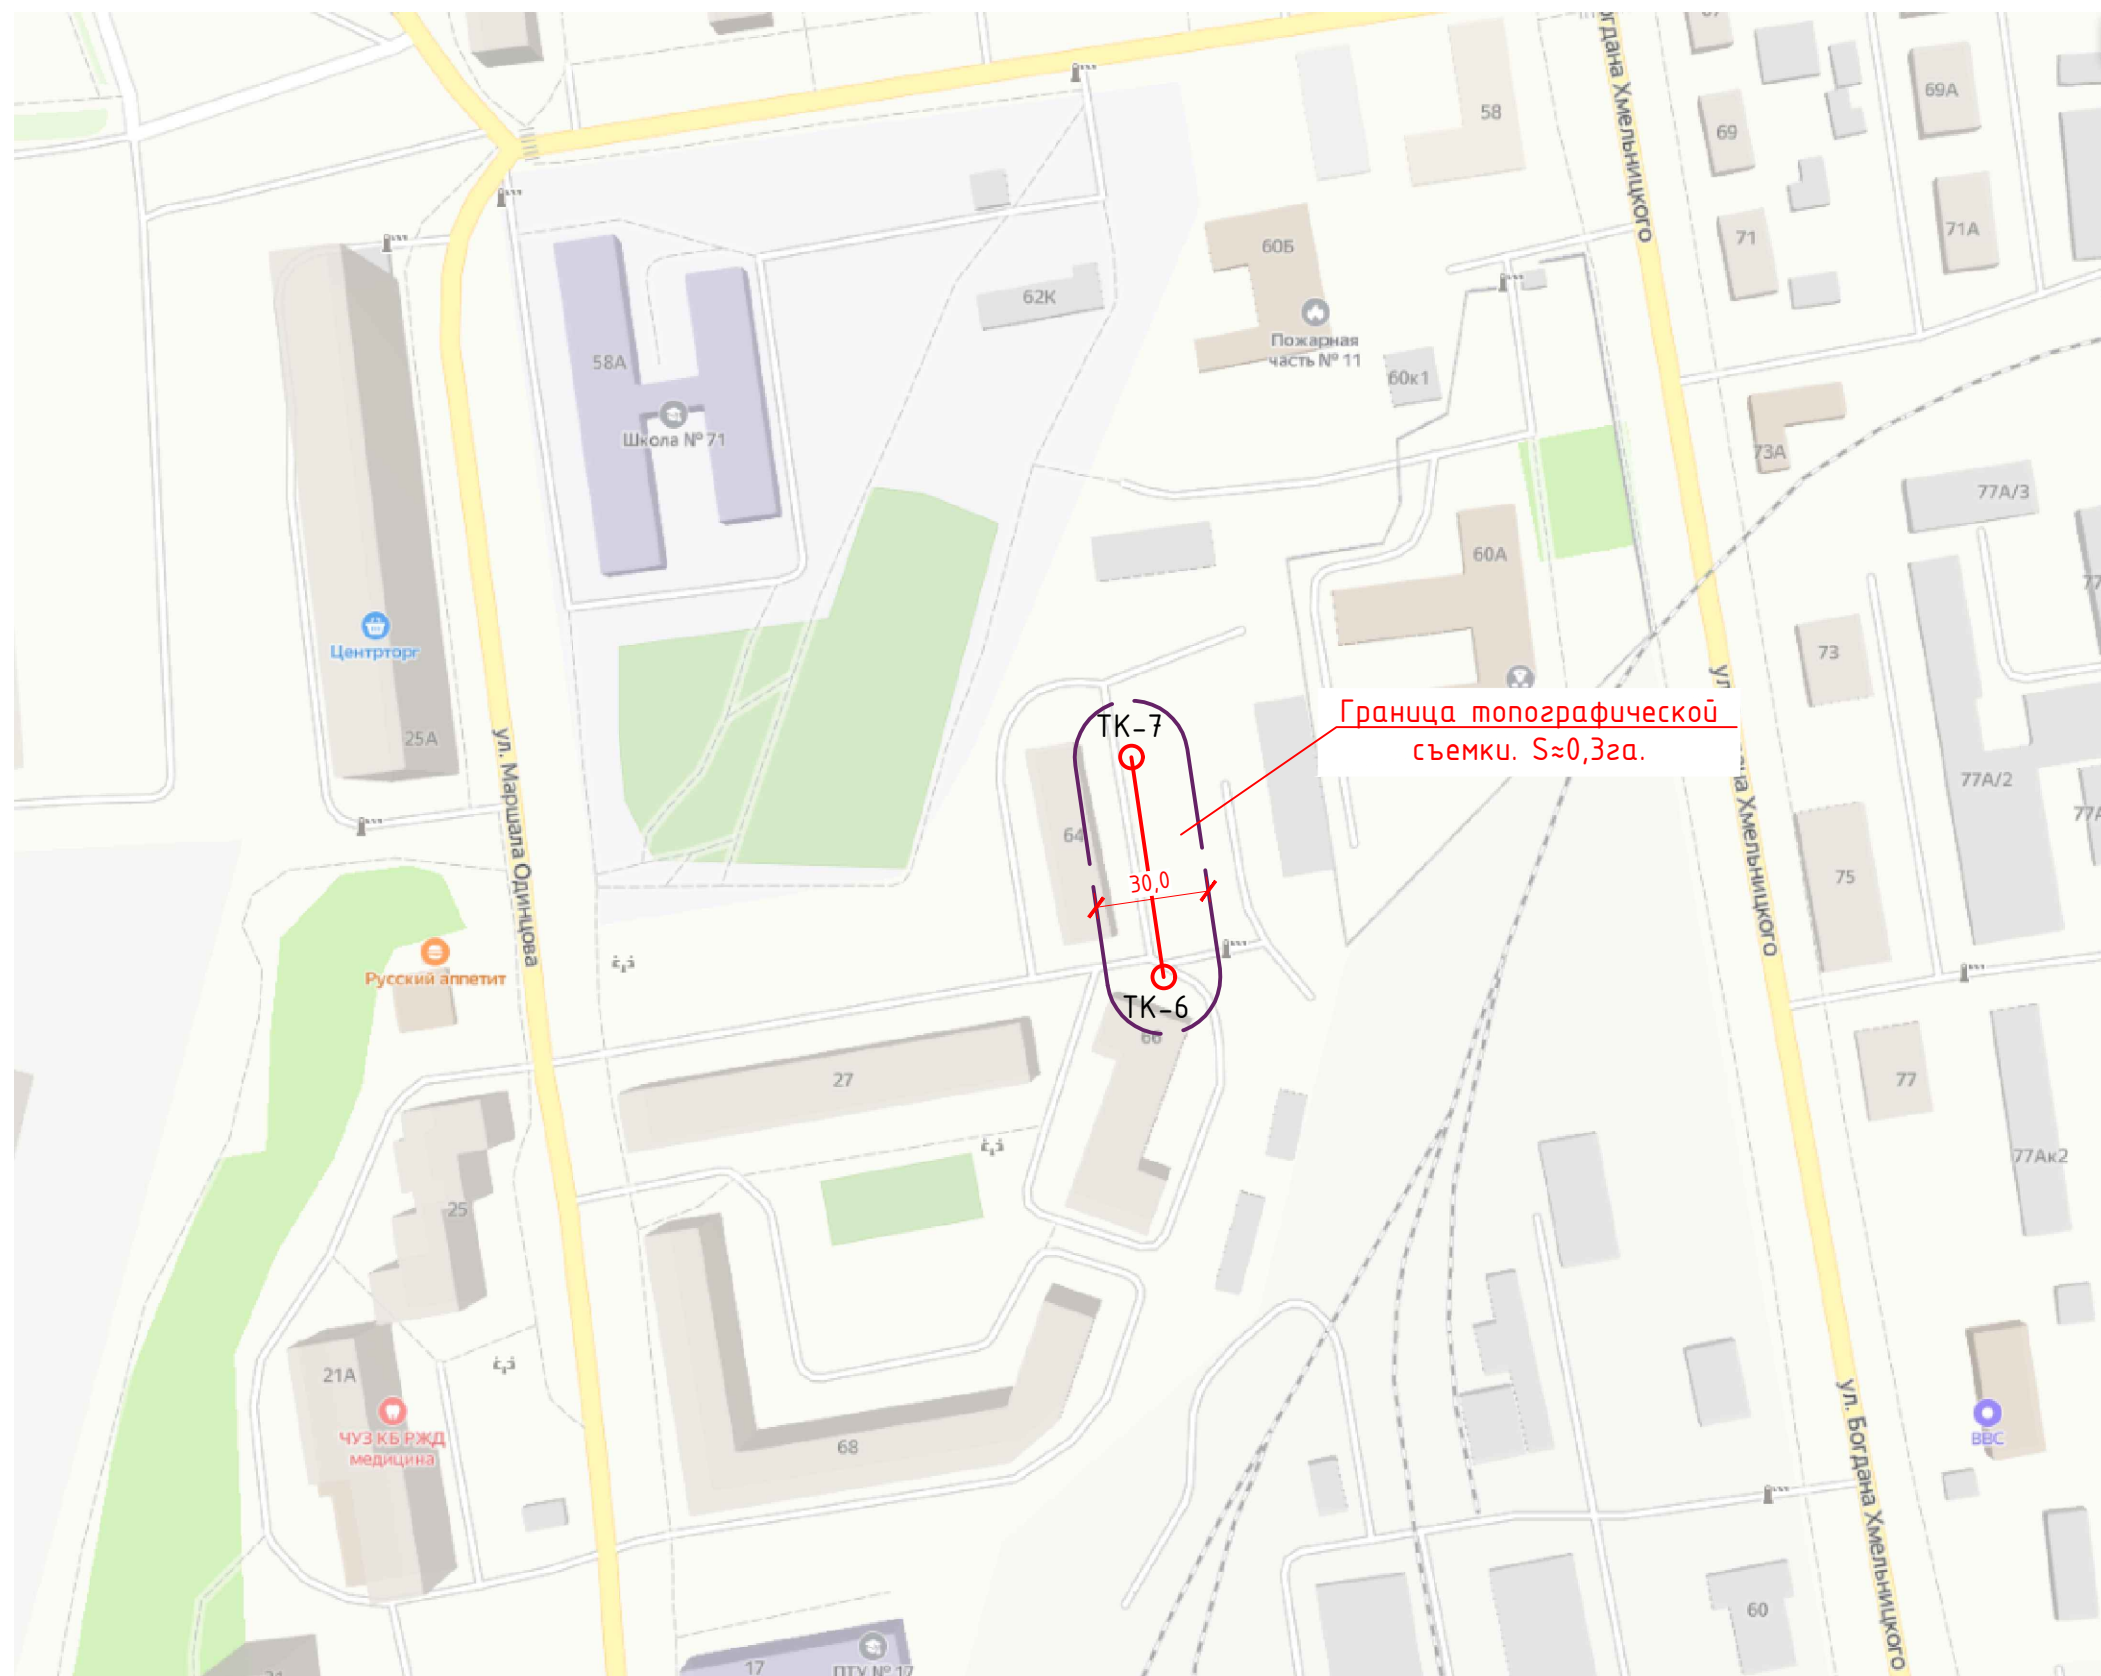 58
69
69А
71
71А
60Б
62К
Пожарная
часть № 11
60к1
58А
Школа № 71
73А
77А/3
60А
Центрторг
25А
73
ТК-7
Граница топографической
съемки. S≈0,3га.
77А/2
64
ул. Маршала Одинцова
30,0
75
Русский аппетит
ТК-6
66
27
77
77Ак2
25
21А
ЧУЗ КБ РЖД
медицина
68
ВВС
ул. Богдана Хмельницкого
60
17
ПТУ № 17